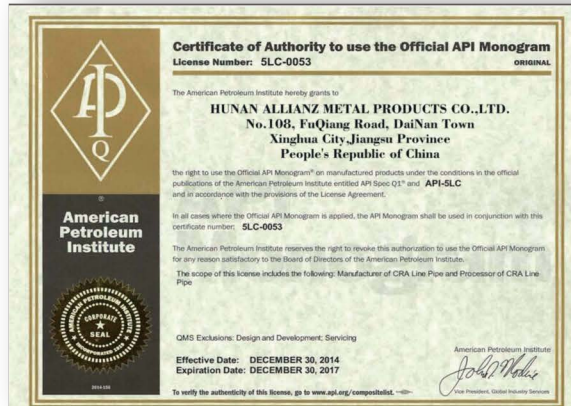 Certificate of Authority to use the Official API Monogram
License Number: 5LC-0053
ORIGINAL
The American Petroleum Institute hereby grants to
HUNAN ALLIANZ METAL PRODUCTS CO.,LTD.
No.108, FuQiang Road, DaiNan Town
Xinghua City,Jiangsu Province
People's Republic of China
the right to use the Official API Monogram® on manufactured products under the conditions in the official
publications of the American Petroleum Institute entitled API Spec Q1® and API-5LC
and in accordance with the provisions of the License Agreement.
In all cases where the Official API Monogram is applied, the API Monogram shall be used in conjunction with this
certificate number: 5LC-0053
The American Petroleum Institute reserves the right to revoke this authorization to use the Official API Monogram
for any reason satisfactory to the Board of Directors of the American Petroleum Institute.
The scope of this license includes the following: Manufacturer of CRA Line Pipe and Processor of CRA Line
Pipe
QMS Exclusions: Design and Development; Servicing
Effective Date: DECEMBER 30, 2014
Expiration Date: DECEMBER 30, 2017
To verify the authenticity of this license, go to www.api.org/compositelist.
American Petroleum Institute
Vice President, Global Industry Services
API
Q
®
American
Petroleum
Institute
AMERICAN PETROLEUM INSTITUTE
CORPORATE
SEAL
INCORPORATED 1919